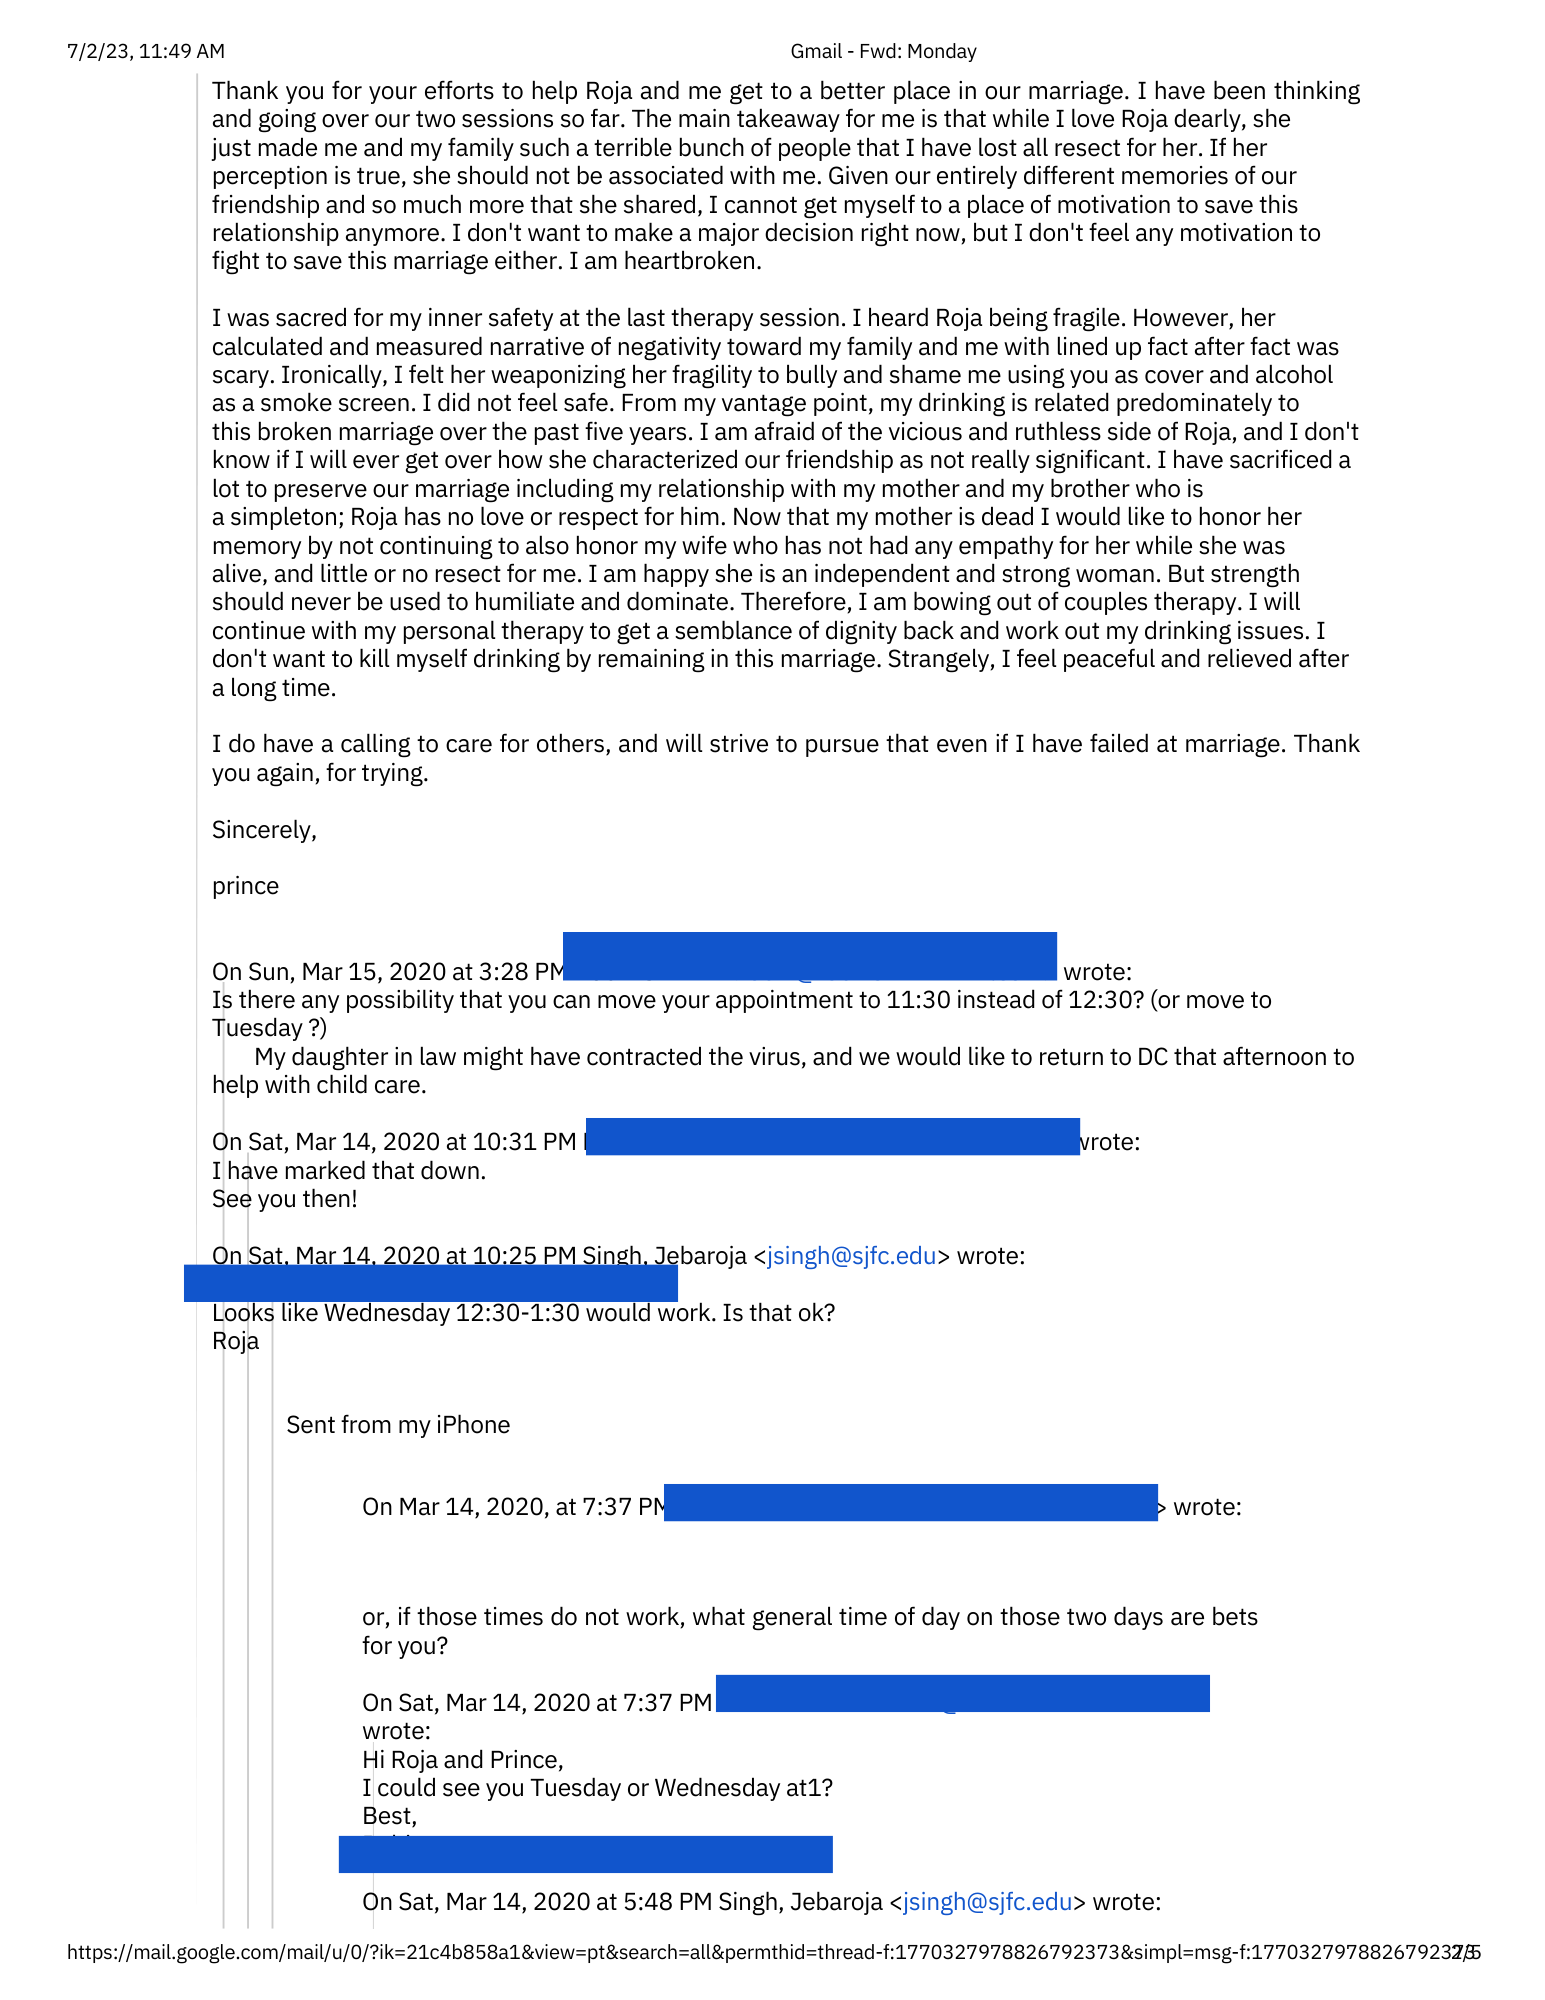 7/2/23, 11:49 AM
Gmail - Fwd: Monday
Thank you for your efforts to help Roja and me get to a better place in our marriage. I have been thinking
and going over our two sessions so far. The main takeaway for me is that while I love Roja dearly, she
just made me and my family such a terrible bunch of people that I have lost all resect for her. If her
perception is true, she should not be associated with me. Given our entirely different memories of our
friendship and so much more that she shared, I cannot get myself to a place of motivation to save this
relationship anymore. I don't want to make a major decision right now, but I don't feel any motivation to
fight to save this marriage either. I am heartbroken.
I was sacred for my inner safety at the last therapy session. I heard Roja being fragile. However, her
calculated and measured narrative of negativity toward my family and me with lined up fact after fact was
scary. Ironically, I felt her weaponizing her fragility to bully and shame me using you as cover and alcohol
as a smoke screen. I did not feel safe. From my vantage point, my drinking is related predominately to
this broken marriage over the past five years. I am afraid of the vicious and ruthless side of Roja, and I don't
know if I will ever get over how she characterized our friendship as not really significant. I have sacrificed a
lot to preserve our marriage including my relationship with my mother and my brother who is
a simpleton; Roja has no love or respect for him. Now that my mother is dead I would like to honor her
memory by not continuing to also honor my wife who has not had any empathy for her while she was
alive, and little or no resect for me. I am happy she is an independent and strong woman. But strength
should never be used to humiliate and dominate. Therefore, I am bowing out of couples therapy. I will
continue with my personal therapy to get a semblance of dignity back and work out my drinking issues. I
don't want to kill myself drinking by remaining in this marriage. Strangely, I feel peaceful and relieved after
a long time.
I do have a calling to care for others, and will strive to pursue that even if I have failed at marriage. Thank
you again, for trying.
Sincerely,
prince
On Sun, Mar 15, 2020 at 3:28 PM wrote:
Is there any possibility that you can move your appointment to 11:30 instead of 12:30? (or move to
Tuesday ?)
My daughter in law might have contracted the virus, and we would like to return to DC that afternoon to
help with child care.
On Sat, Mar 14, 2020 at 10:31 PM wrote:
I have marked that down.
See you then!
On Sat, Mar 14, 2020 at 10:25 PM Singh, Jebaroja <jsingh@sjfc.edu> wrote:
Looks like Wednesday 12:30-1:30 would work. Is that ok?
Roja
Sent from my iPhone
On Mar 14, 2020, at 7:37 PM > wrote:
or, if those times do not work, what general time of day on those two days are bets
for you?
On Sat, Mar 14, 2020 at 7:37 PM
wrote:
Hi Roja and Prince,
I could see you Tuesday or Wednesday at1?
Best,
On Sat, Mar 14, 2020 at 5:48 PM Singh, Jebaroja <jsingh@sjfc.edu> wrote: